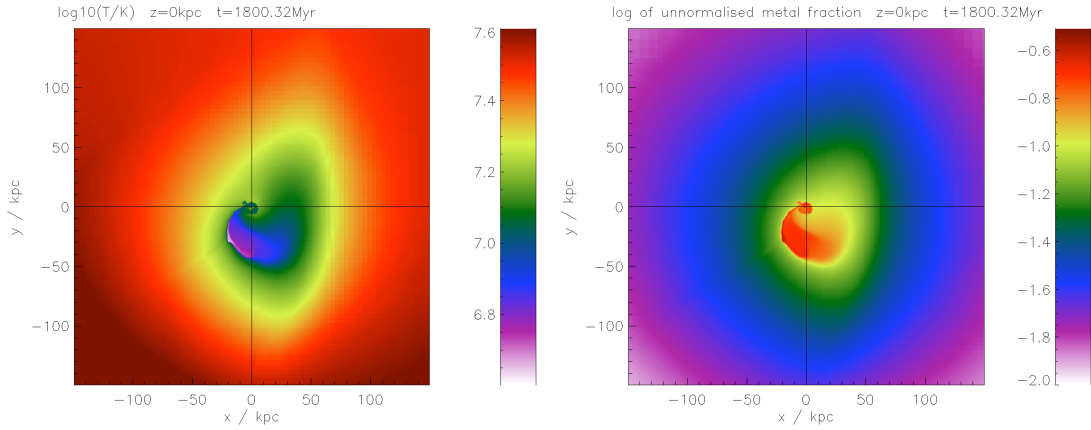 log10(T/K) z=0kpc t=1800.32Myr
7.6
7.4
7.2
7.0
6.8
100
50
0
−50
−100
y / kpc
−100 −50 0 50 100
x / kpc
log of unnormalised metal fraction z=0kpc t=1800.32Myr
−0.6
−0.8
−1.0
−1.2
−1.4
−1.6
−1.8
−2.0
100
50
0
−50
−100
y / kpc
−100 −50 0 50 100
x / kpc